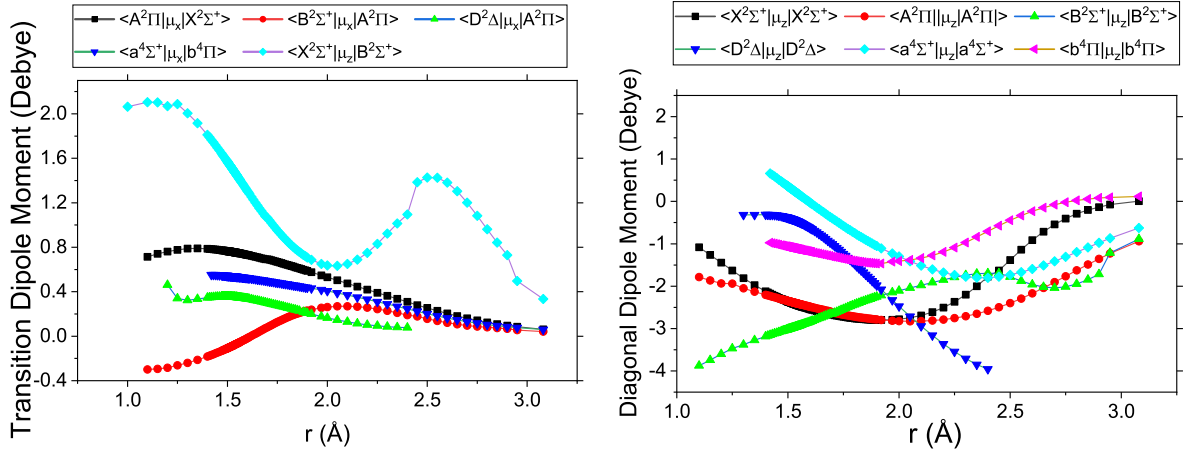 <A²Π|μₓ|X²Σ⁺> <B²Σ⁺|μₓ|A²Π> <D²Δ|μₓ|A²Π>
<a⁴Σ⁺|μₓ|b⁴Π> <X²Σ⁺|μ_z|B²Σ⁺>
Transition Dipole Moment (Debye)
2.0
1.6
1.2
0.8
0.4
0.0
-0.4
1.0 1.5 2.0 2.5 3.0
r (Å)
<X²Σ⁺|μ_z|X²Σ⁺> <A²Π||μ_z|A²Π|> <B²Σ⁺|μ_z|B²Σ⁺>
<D²Δ|μ_z|D²Δ> <a⁴Σ⁺|μ_z|a⁴Σ⁺> <b⁴Π|μ_z|b⁴Π>
Diagonal Dipole Moment (Debye)
0
-1
-2
-3
-4
1.0 1.5 2.0 2.5 3.0
r (Å)